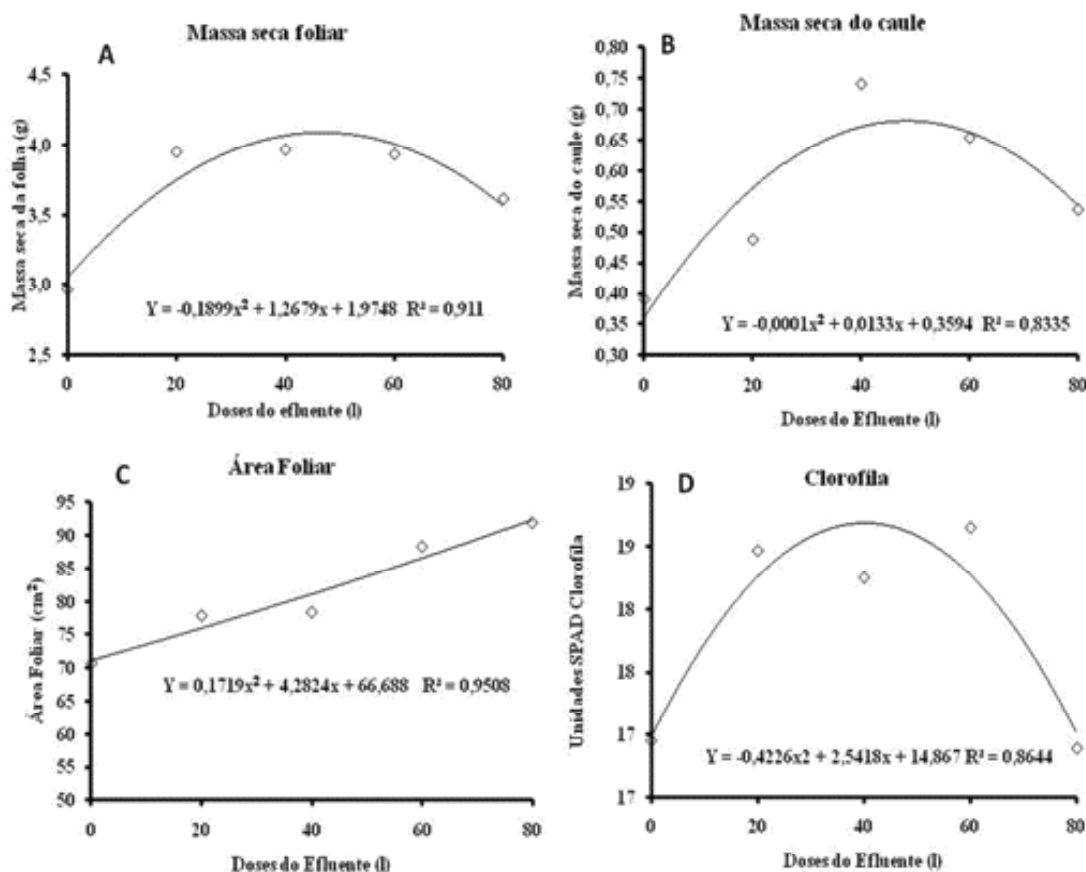 A
Massa seca foliar
Massa seca da folha (g)
4,5
4,0
3,5
3,0
2,5
Y = -0,1899x² + 1,2679x + 1,9748 R² = 0,911
0 20 40 60 80
Doses do efluente (l)
B
Massa seca do caule
Massa seca do caule (g)
0,80
0,75
0,70
0,65
0,60
0,55
0,50
0,45
0,40
0,35
0,30
Y = -0,0001x² + 0,0133x + 0,3594 R² = 0,8335
0 20 40 60 80
Doses do Efluente (l)
C
Área Foliar
Área Foliar (cm²)
95
90
85
80
75
70
65
60
55
50
Y = 0,1719x² + 4,2824x + 66,688 R² = 0,9508
0 20 40 60 80
Doses do Efluente (l)
D
Clorofila
Unidades SPAD Clorofila
19
19
18
18
17
17
Y = -0,4226x2 + 2,5418x + 14,867 R² = 0,8644
0 20 40 60 80
Doses do Efluente (l)